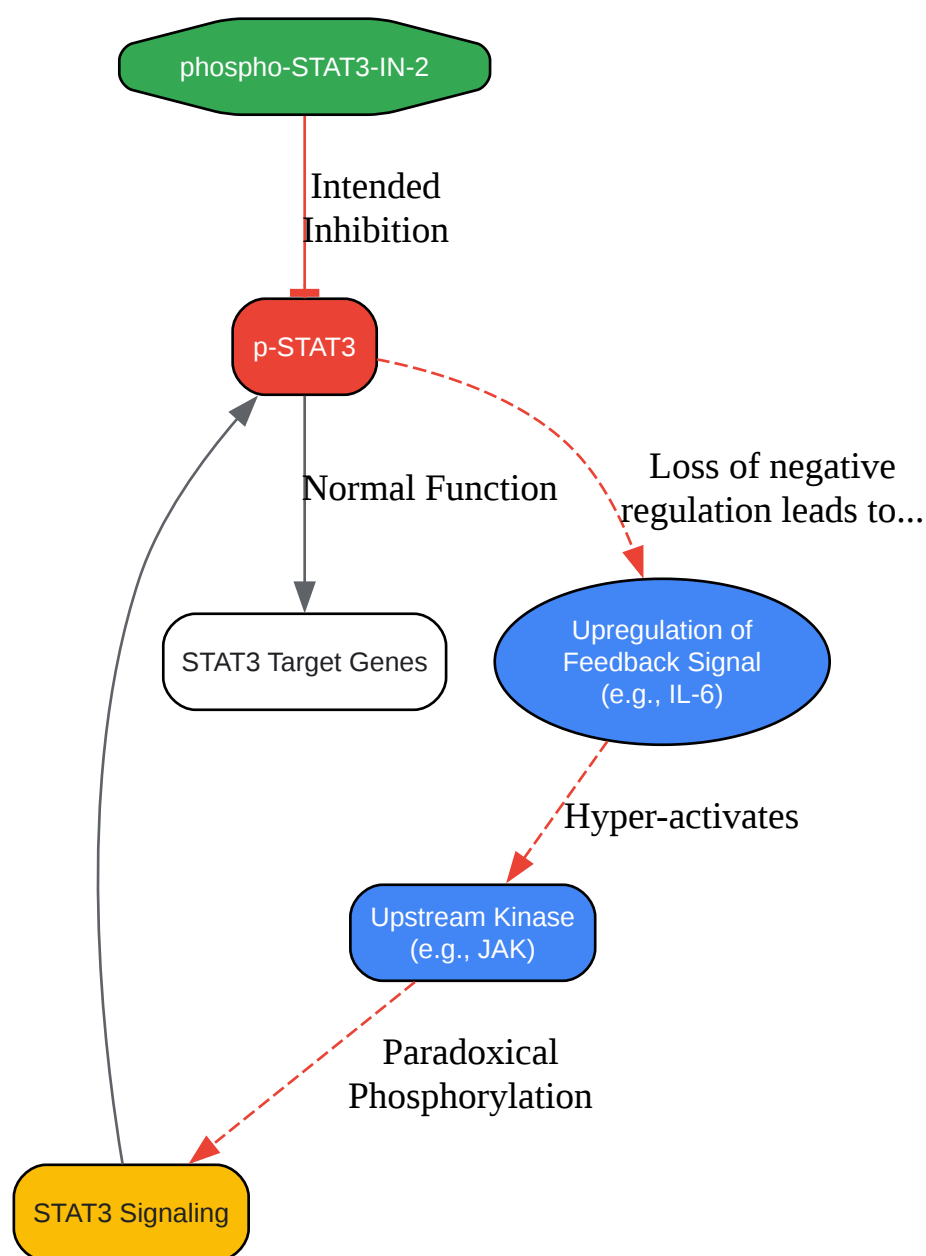 phospho-STAT3-IN-2
Intended
Inhibition
p-STAT3
Loss of negative
regulation leads to...
Normal Function
Upregulation of
Feedback Signal
(e.g., IL-6)
STAT3 Target Genes
Hyper-activates
Upstream Kinase
(e.g., JAK)
Paradoxical
Phosphorylation
STAT3 Signaling